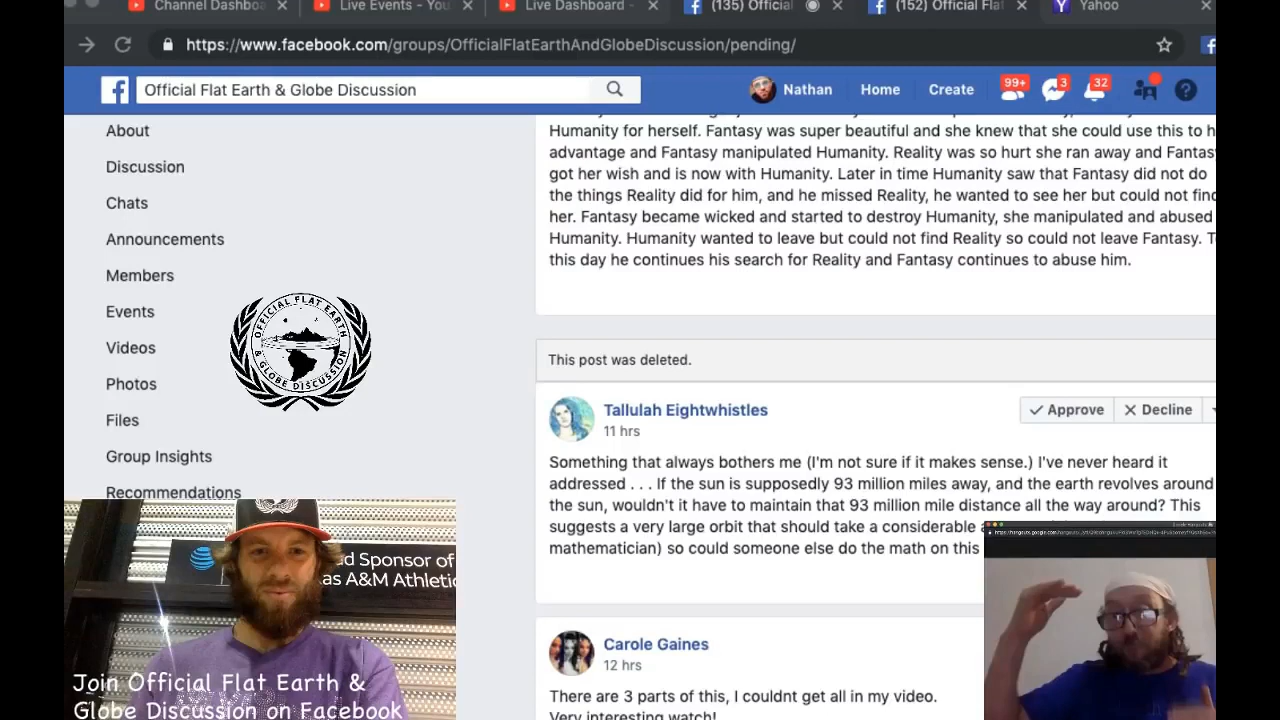 Channel Dashboa
Live Events - You
Live Dashboard -
(135) Official
(152) Official Flat
Yahoo
https://www.facebook.com/groups/OfficialFlatEarthAndGlobeDiscussion/pending/
Official Flat Earth & Globe Discussion
Nathan
Home
Create
99+
3
32
About
Discussion
Chats
Announcements
Members
Events
Videos
Photos
Files
Group Insights
Recommendations
OFFICIAL FLAT EARTH
& GLOBE DISCUSSION
Humanity for herself. Fantasy was super beautiful and she knew that she could use this to h
advantage and Fantasy manipulated Humanity. Reality was so hurt she ran away and Fantas
got her wish and is now with Humanity. Later in time Humanity saw that Fantasy did not do
the things Reality did for him, and he missed Reality, he wanted to see her but could not find
her. Fantasy became wicked and started to destroy Humanity, she manipulated and abused
Humanity. Humanity wanted to leave but could not find Reality so could not leave Fantasy. T
this day he continues his search for Reality and Fantasy continues to abuse him.
This post was deleted.
Tallulah Eightwhistles
11 hrs
Approve
Decline
Something that always bothers me (I'm not sure if it makes sense.) I've never heard it
addressed . . . If the sun is supposedly 93 million miles away, and the earth revolves around
the sun, wouldn't it have to maintain that 93 million mile distance all the way around? This
suggests a very large orbit that should take a considerable
mathematician) so could someone else do the math on this
Carole Gaines
12 hrs
There are 3 parts of this, I couldnt get all in my video.
Very interesting watch!
AT&T
d Sponsor of
as A&M Athletic
Join Official Flat Earth &
Globe Discussion on Facebook